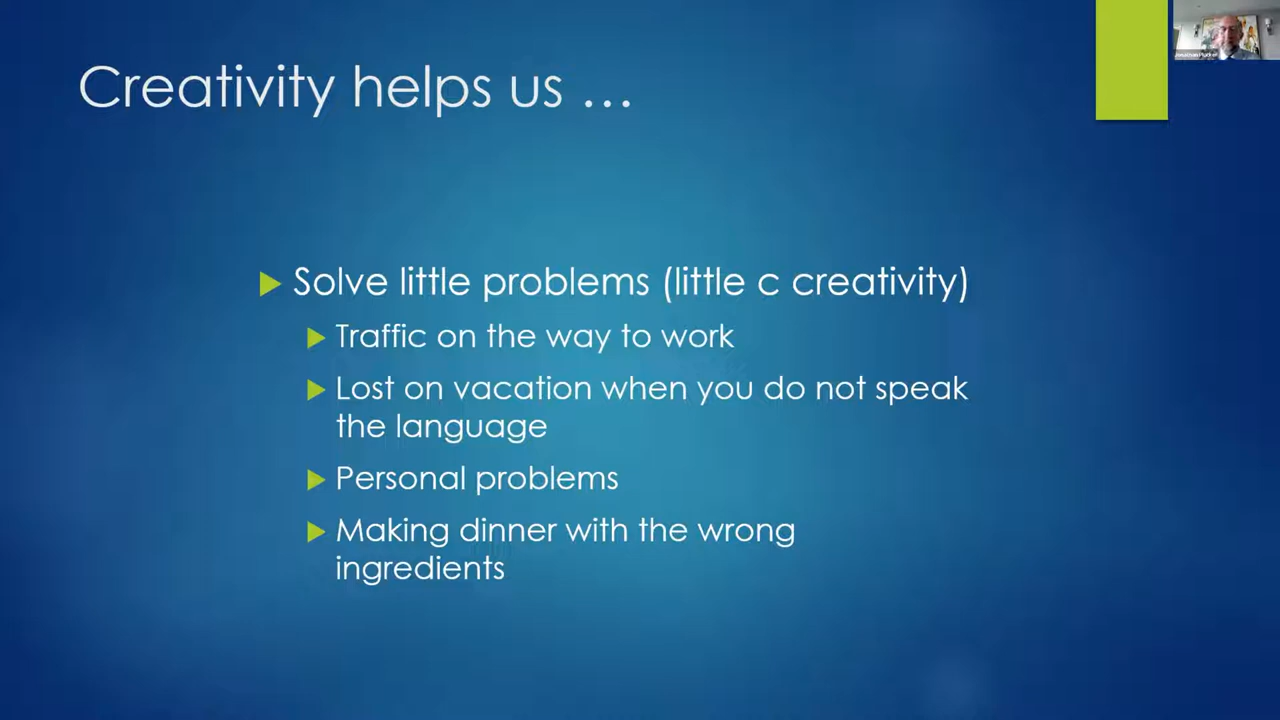 Creativity helps us ...
Solve little problems (little c creativity)
Traffic on the way to work
Lost on vacation when you do not speak
the language
Personal problems
Making dinner with the wrong
ingredients